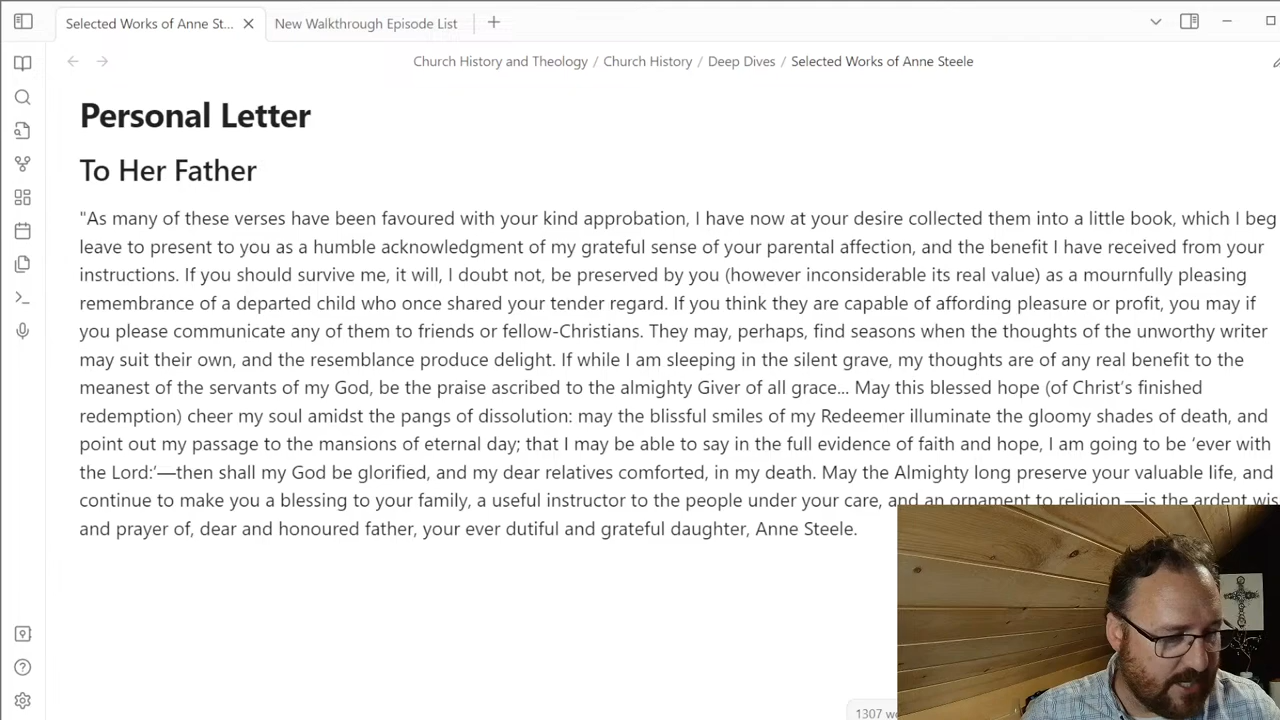 Selected Works of Anne St...
New Walkthrough Episode List
Church History and Theology / Church History / Deep Dives / Selected Works of Anne Steele
Personal Letter
To Her Father
"As many of these verses have been favoured with your kind approbation, I have now at your desire collected them into a little book, which I beg
leave to present to you as a humble acknowledgment of my grateful sense of your parental affection, and the benefit I have received from your
instructions. If you should survive me, it will, I doubt not, be preserved by you (however inconsiderable its real value) as a mournfully pleasing
remembrance of a departed child who once shared your tender regard. If you think they are capable of affording pleasure or profit, you may if
you please communicate any of them to friends or fellow-Christians. They may, perhaps, find seasons when the thoughts of the unworthy writer
may suit their own, and the resemblance produce delight. If while I am sleeping in the silent grave, my thoughts are of any real benefit to the
meanest of the servants of my God, be the praise ascribed to the almighty Giver of all grace... May this blessed hope (of Christ’s finished
redemption) cheer my soul amidst the pangs of dissolution: may the blissful smiles of my Redeemer illuminate the gloomy shades of death, and
point out my passage to the mansions of eternal day; that I may be able to say in the full evidence of faith and hope, I am going to be ‘ever with
the Lord:’—then shall my God be glorified, and my dear relatives comforted, in my death. May the Almighty long preserve your valuable life, and
continue to make you a blessing to your family, a useful instructor to the people under your care, and an ornament to religion —is the ardent wis
and prayer of, dear and honoured father, your ever dutiful and grateful daughter, Anne Steele.
1307